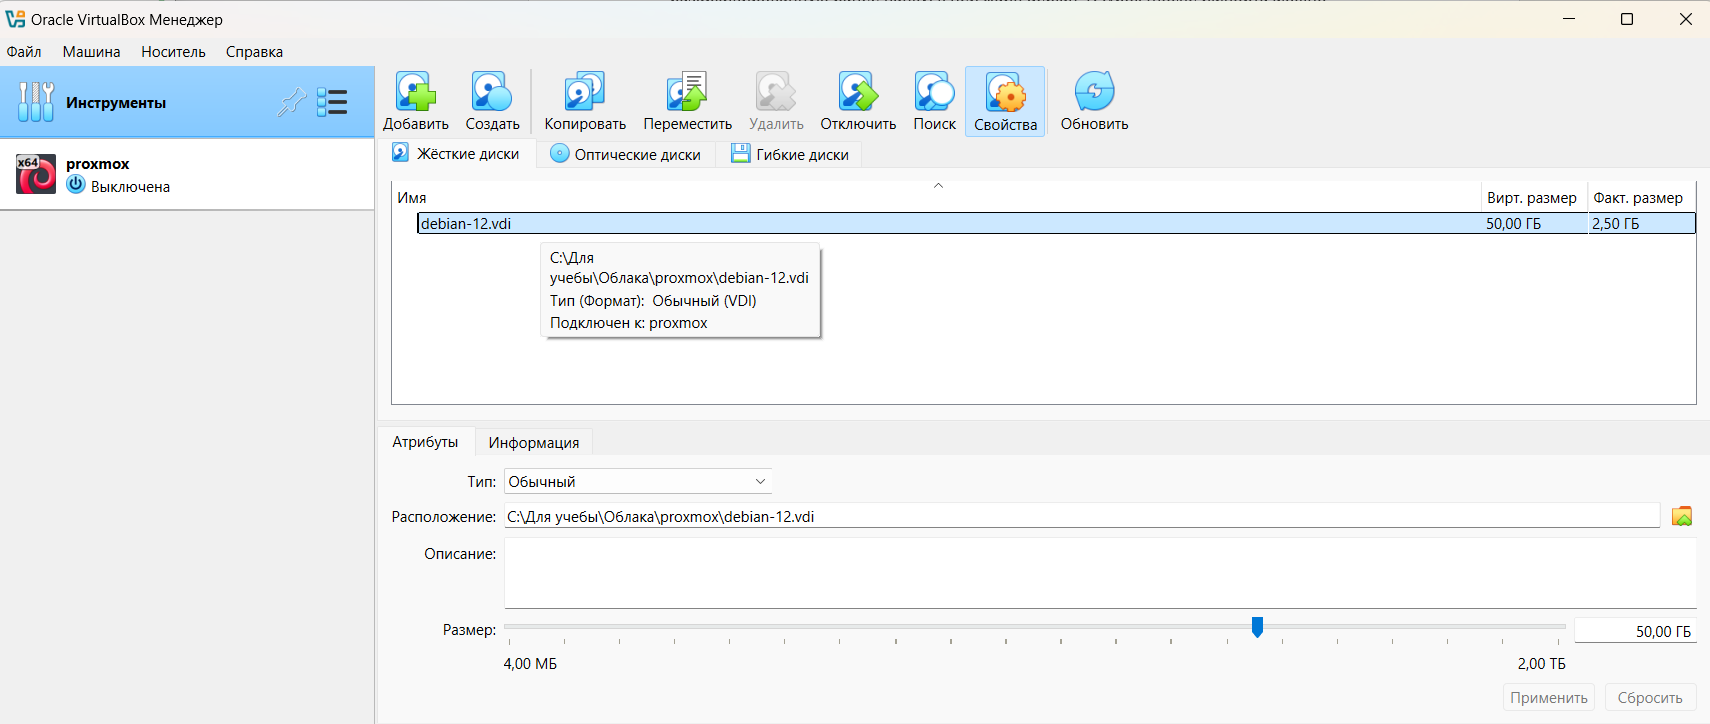 Oracle VirtualBox Менеджер
Файл Машина Носитель Справка
Инструменты
x64
proxmox
Выключена
Добавить Создать Копировать Переместить Удалить Отключить Поиск Свойства Обновить
Жёсткие диски Оптические диски Гибкие диски
Имя Вирт. размер Факт. размер
debian-12.vdi 50,00 ГБ 2,50 ГБ
C:\Для
учебы\Облака\proxmox\debian-12.vdi
Тип (Формат): Обычный (VDI)
Подключен к: proxmox
Атрибуты Информация
Тип: Обычный
Расположение: C:\Для учебы\Облака\proxmox\debian-12.vdi
Описание:
Размер: 50,00 ГБ
4,00 МБ 2,00 ТБ
Применить Сбросить